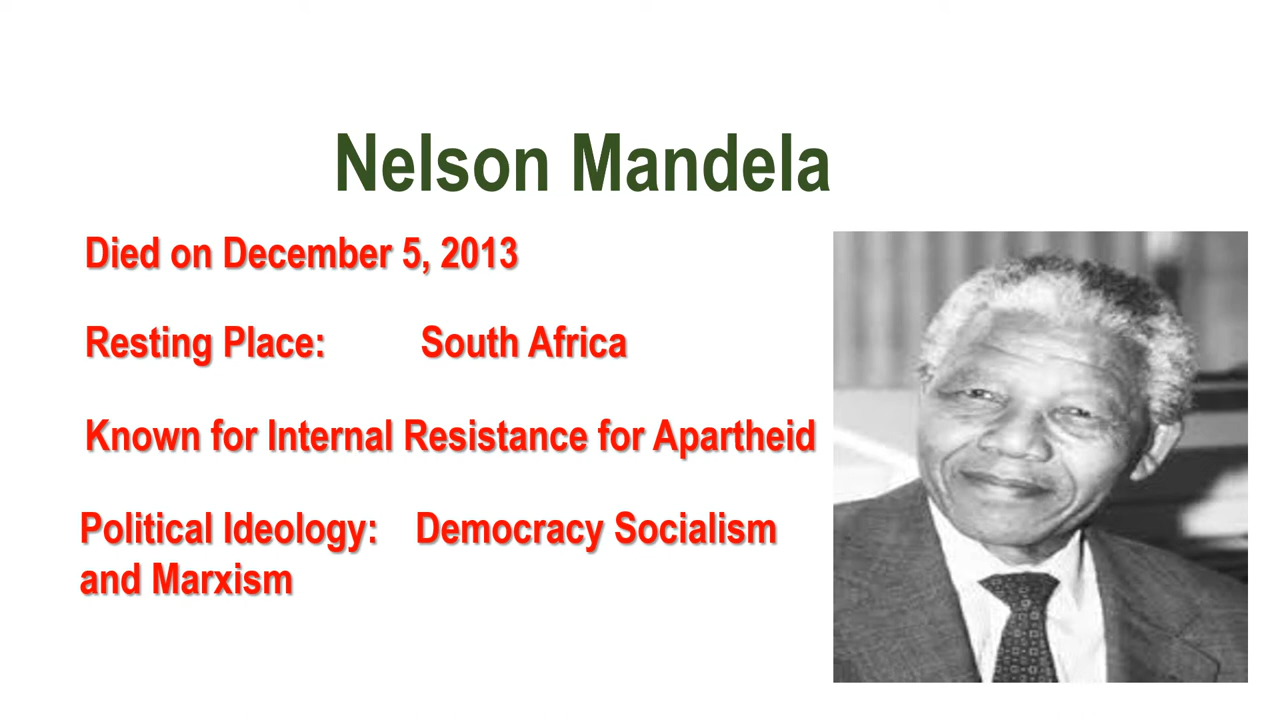 Nelson Mandela
Died on December 5, 2013
Resting Place: South Africa
Known for Internal Resistance for Apartheid
Political Ideology: Democracy Socialism
and Marxism